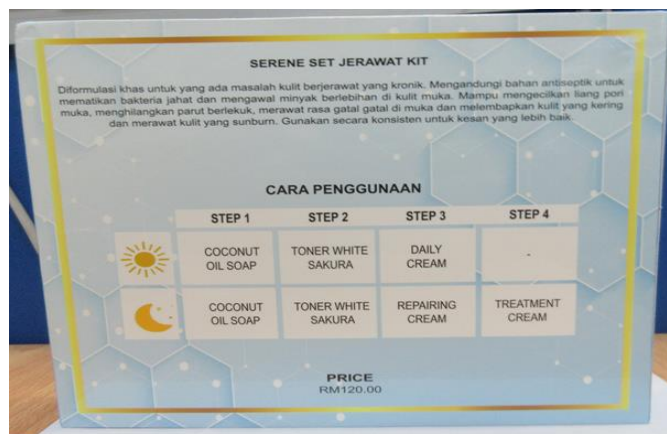 SERENE SET JERAWAT KIT
Diformulasi khas untuk yang ada masalah kulit berjerawat yang kronik. Mengandungi bahan antiseptik untuk
mematikan bakteria jahat dan mengawal minyak berlebihan di kulit muka. Mampu mengecilkan liang pori
muka, menghilangkan parut berlekuk, merawat rasa gatal gatal di muka dan melembapkan kulit yang kering
dan merawat kulit yang sunburn. Gunakan secara konsisten untuk kesan yang lebih baik.
CARA PENGGUNAAN
STEP 1 STEP 2 STEP 3 STEP 4
COCONUT TONER WHITE DAILY -
OIL SOAP SAKURA CREAM
COCONUT TONER WHITE REPAIRING TREATMENT
OIL SOAP SAKURA CREAM CREAM
PRICE
RM120.00